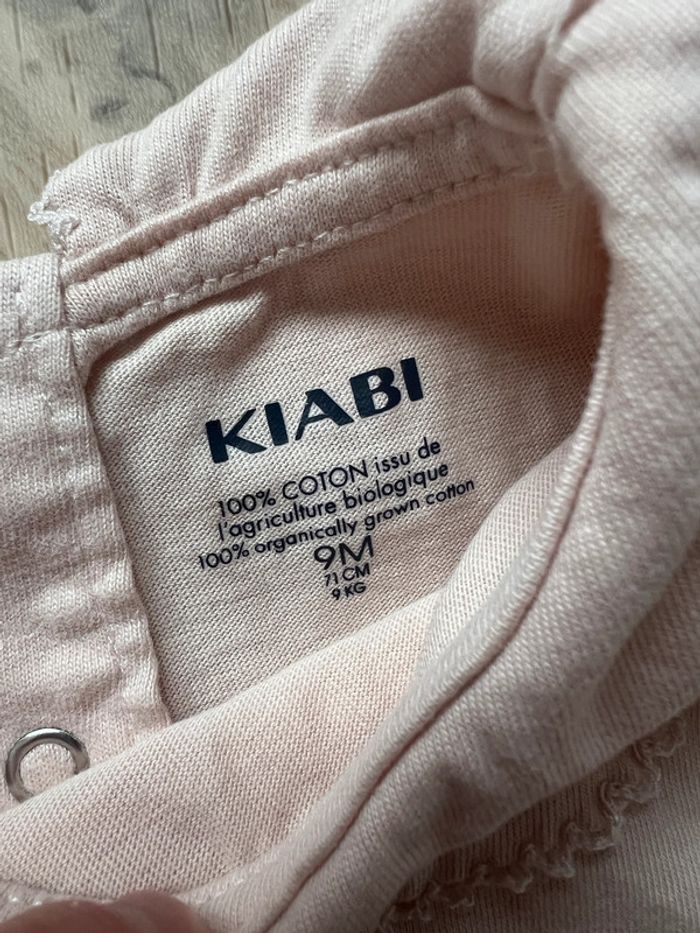 KIABI
100% COTON issu de
l'agriculture biologique
100% organically grown cotton
9M
71 CM
9 KG